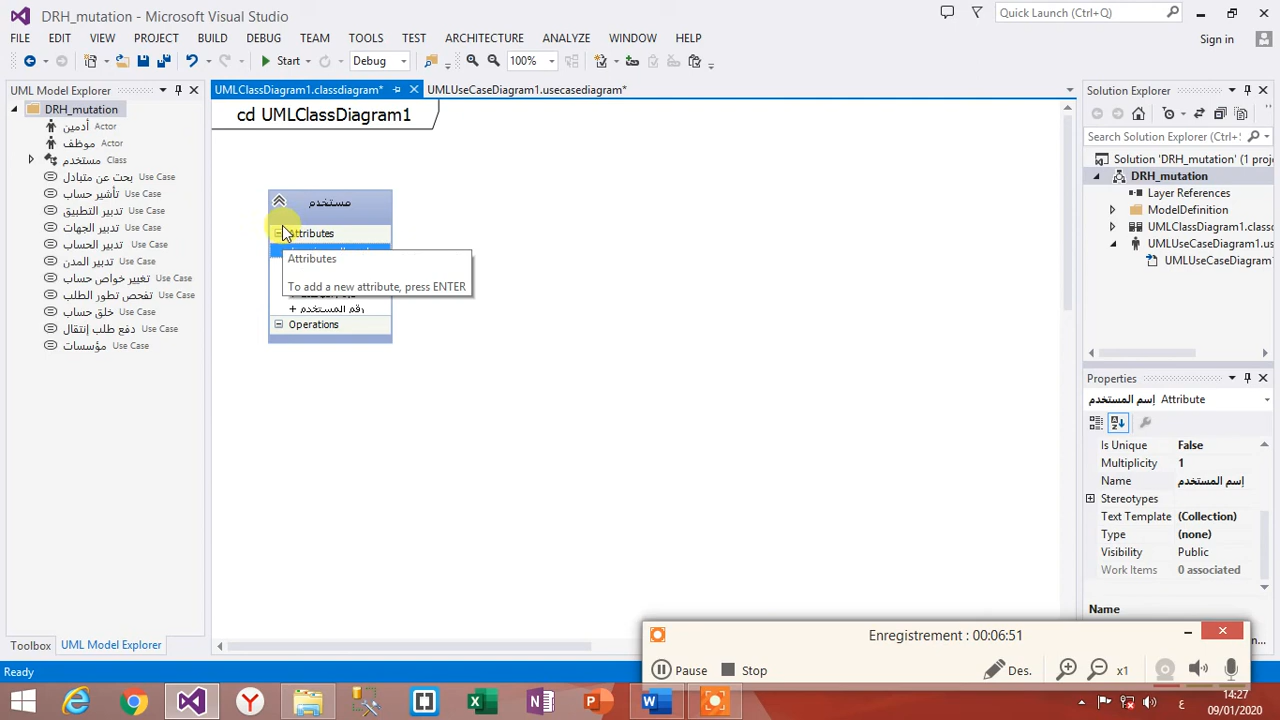 DRH_mutation - Microsoft Visual Studio
Quick Launch (Ctrl+Q)
FILE EDIT VIEW PROJECT BUILD DEBUG TEAM TOOLS TEST ARCHITECTURE ANALYZE WINDOW HELP
Sign in
Start Debug 100%
UML Model Explorer
UMLClassDiagram1.classdiagram*
UMLUseCaseDiagram1.usecasediagram*
Solution Explorer
DRH_mutation
أدمين Actor
موظف Actor
مستخدم Class
بحث عن متبادل Use Case
تأشير حساب Use Case
تدبير التطبيق Use Case
تدبير الجهات Use Case
تدبير الحساب Use Case
تدبير المدن Use Case
تغيير خواص حساب Use Case
تفحص تطور الطلب Use Case
خلق حساب Use Case
دفع طلب إنتقال Use Case
مؤسسات Use Case
Toolbox
UML Model Explorer
cd UMLClassDiagram1
مستخدم
Attributes
Attributes
To add a new attribute, press ENTER
+ رقم المستخدم
Operations
Search Solution Explorer (Ctrl+
Solution 'DRH_mutation' (1 proje
DRH_mutation
Layer References
ModelDefinition
UMLClassDiagram1.c
UMLUseCaseDiagram1
UMLUseCaseDiagram1
Properties
إسم المستخدم Attribute
Is Unique False
Multiplicity 1
Name إسم المستخدم
Stereotypes
Text Template (Collection)
Type (none)
Visibility Public
Work Items 0 associated
Name
Enregistrement : 00:06:51
Pause Stop Des. x1
Ready
14:27
09/01/2020